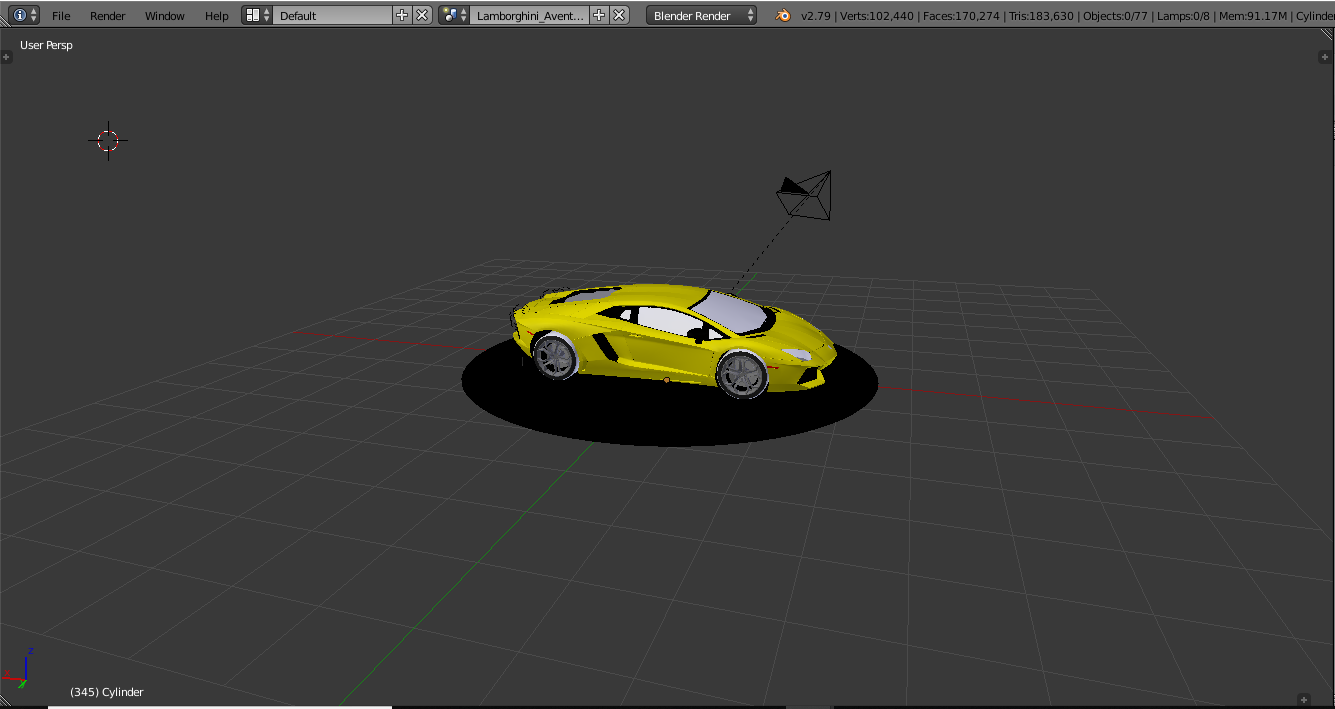 File Render Window Help Default Lamborghini_Avent... Blender Render v2.79 | Verts:102,440 | Faces:170,274 | Tris:183,630 | Objects:0/77 | Lamps:0/8 | Mem:91.17M | Cylinder
User Persp
z
x
y
(345) Cylinder